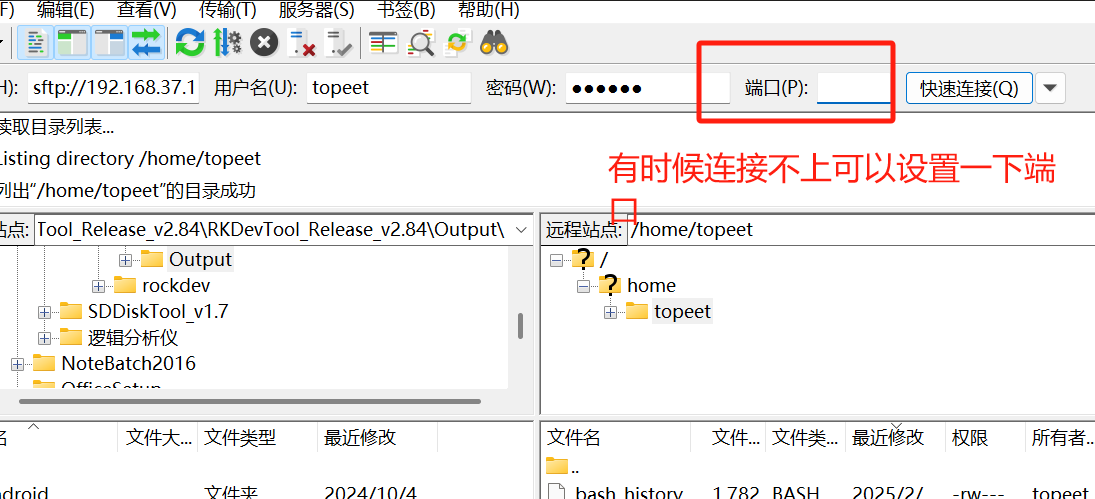 F) 编辑(E) 查看(V) 传输(T) 服务器(S) 书签(B) 帮助(H)
H): sftp://192.168.37.1 用户名(U): topeet 密码(W): ●●●●●● 端口(P): 快速连接(Q)
读取目录列表...
Listing directory /home/topeet
列出“/home/topeet”的目录成功
有时候连接不上可以设置一下端
站点: Tool_Release_v2.84\RKDevTool_Release_v2.84\Output\
远程站点: /home/topeet
Output
rockdev
SDDiskTool_v1.7
逻辑分析仪
NoteBatch2016
OfficeSetup
/
home
topeet
名 文件大... 文件类型 最近修改
ndroid 文件夹 2024/10/4
文件名 文件... 文件类... 最近修改 权限 所有者...
..
bash_history 1,782 BASH 2025/2/ -rw--- topeet